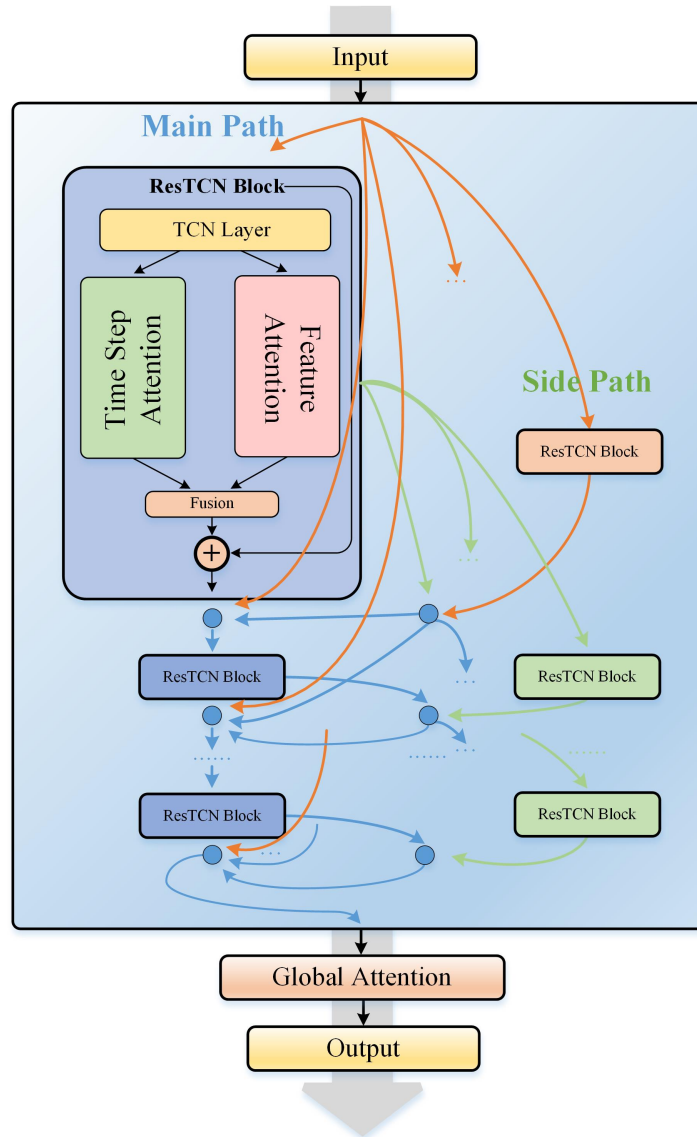 Input
Main Path
ResTCN Block
TCN Layer
Time Step
Attention
Feature
Attention
Fusion
+
...
Side Path
ResTCN Block
...
ResTCN Block
...
ResTCN Block
...
......
......
......
ResTCN Block
ResTCN Block
...
Global Attention
Output